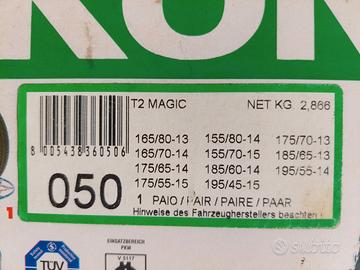 KON
T2 MAGIC NET KG. 2,866
165/80-13 155/80-14 175/70-13
165/70-14 155/70-15 185/65-13
175/65-14 185/60-14 195/55-14
175/55-15 195/45-15
8 005438 360506
050
1 PAIO / PAIR / PAIRE / PAAR
Hinweise des Fahrzeugherstellers beachten
1
TÜV
EINSATZBEREICH
PKW
V 5117
subito